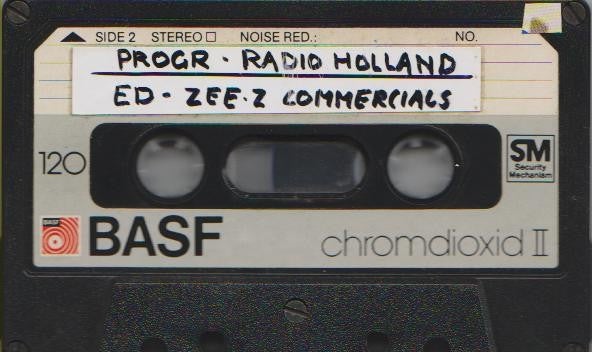 SIDE 2 STEREO NOISE RED.: NO.
PROGR. RADIO HOLLAND
ED - ZEE.Z COMMERCIALS
120
SM
Security
Mechanism
BASF
BASF chromdioxid II